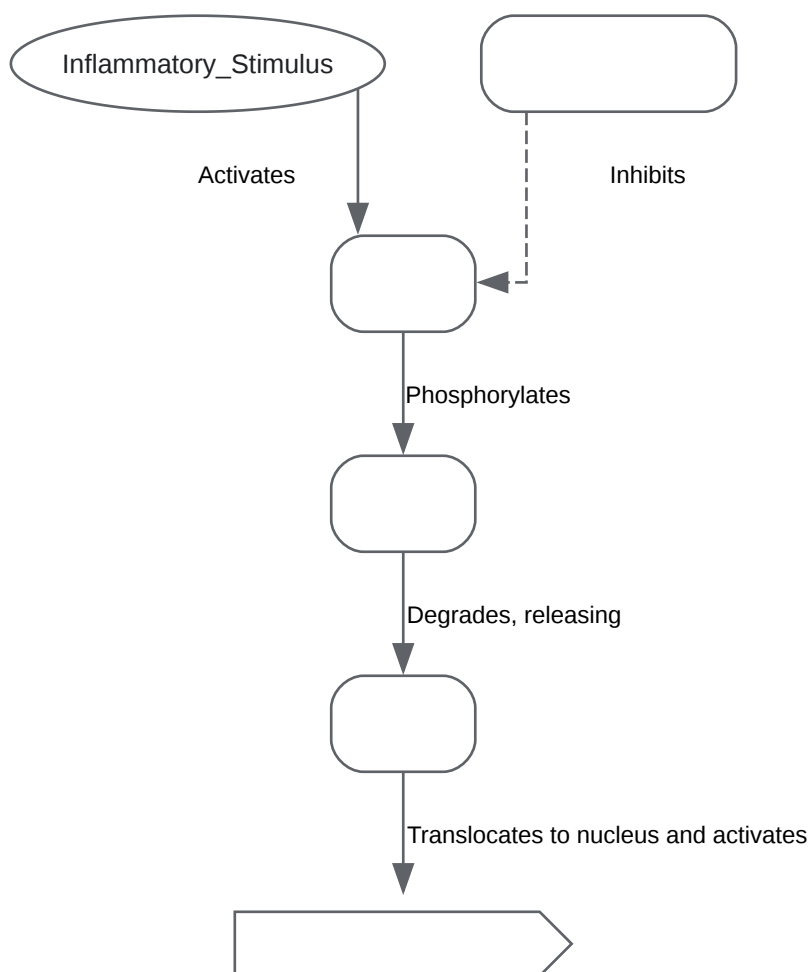 Inflammatory_Stimulus
Activates
Inhibits
Phosphorylates
Degrades, releasing
Translocates to nucleus and activates